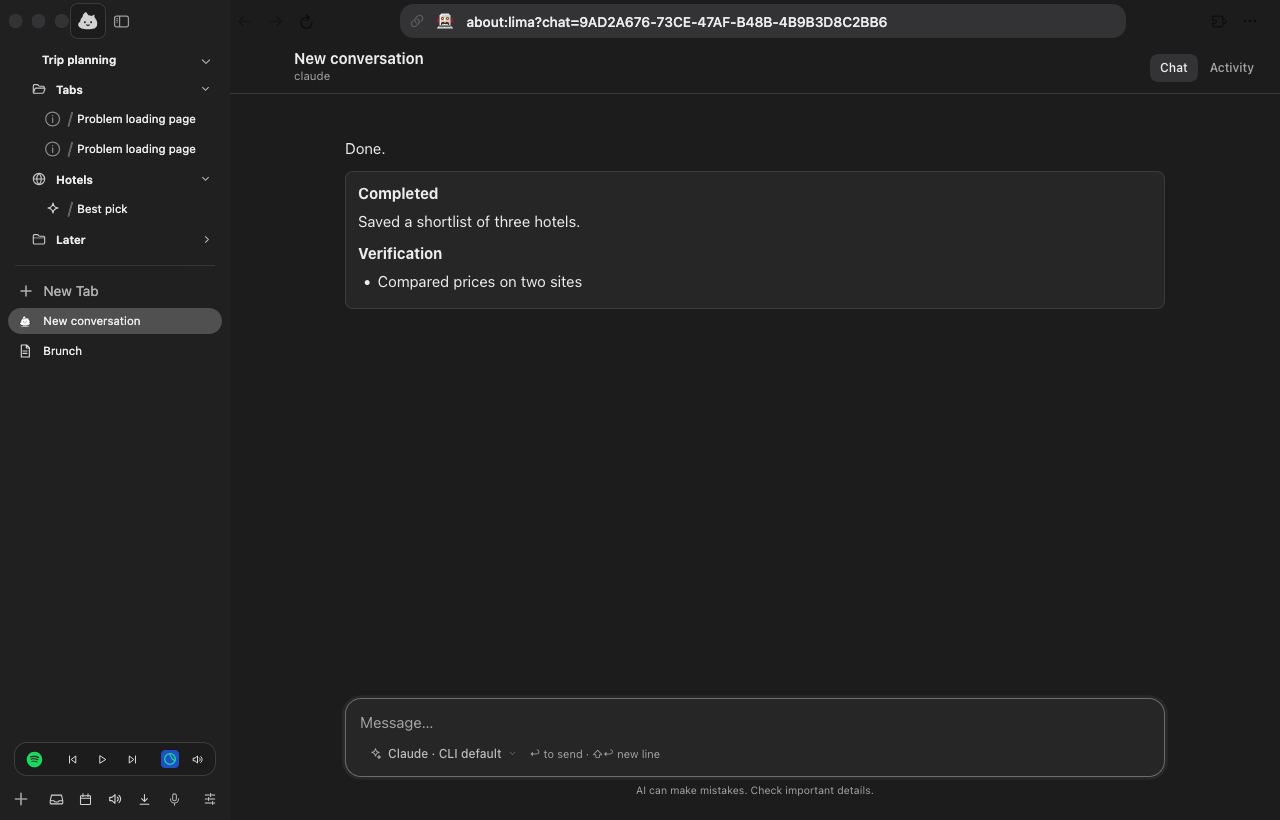 about:lima?chat=9AD2A676-73CE-47AF-B48B-4B9B3D8C2BB6
Trip planning
Tabs
/ Problem loading page
/ Problem loading page
Hotels
/ Best pick
Later
New Tab
New conversation
Brunch
New conversation
claude
Chat
Activity
Done.
Completed
Saved a shortlist of three hotels.
Verification
• Compared prices on two sites
Message...
Claude · CLI default
↩ to send · ⇧↩ new line
AI can make mistakes. Check important details.